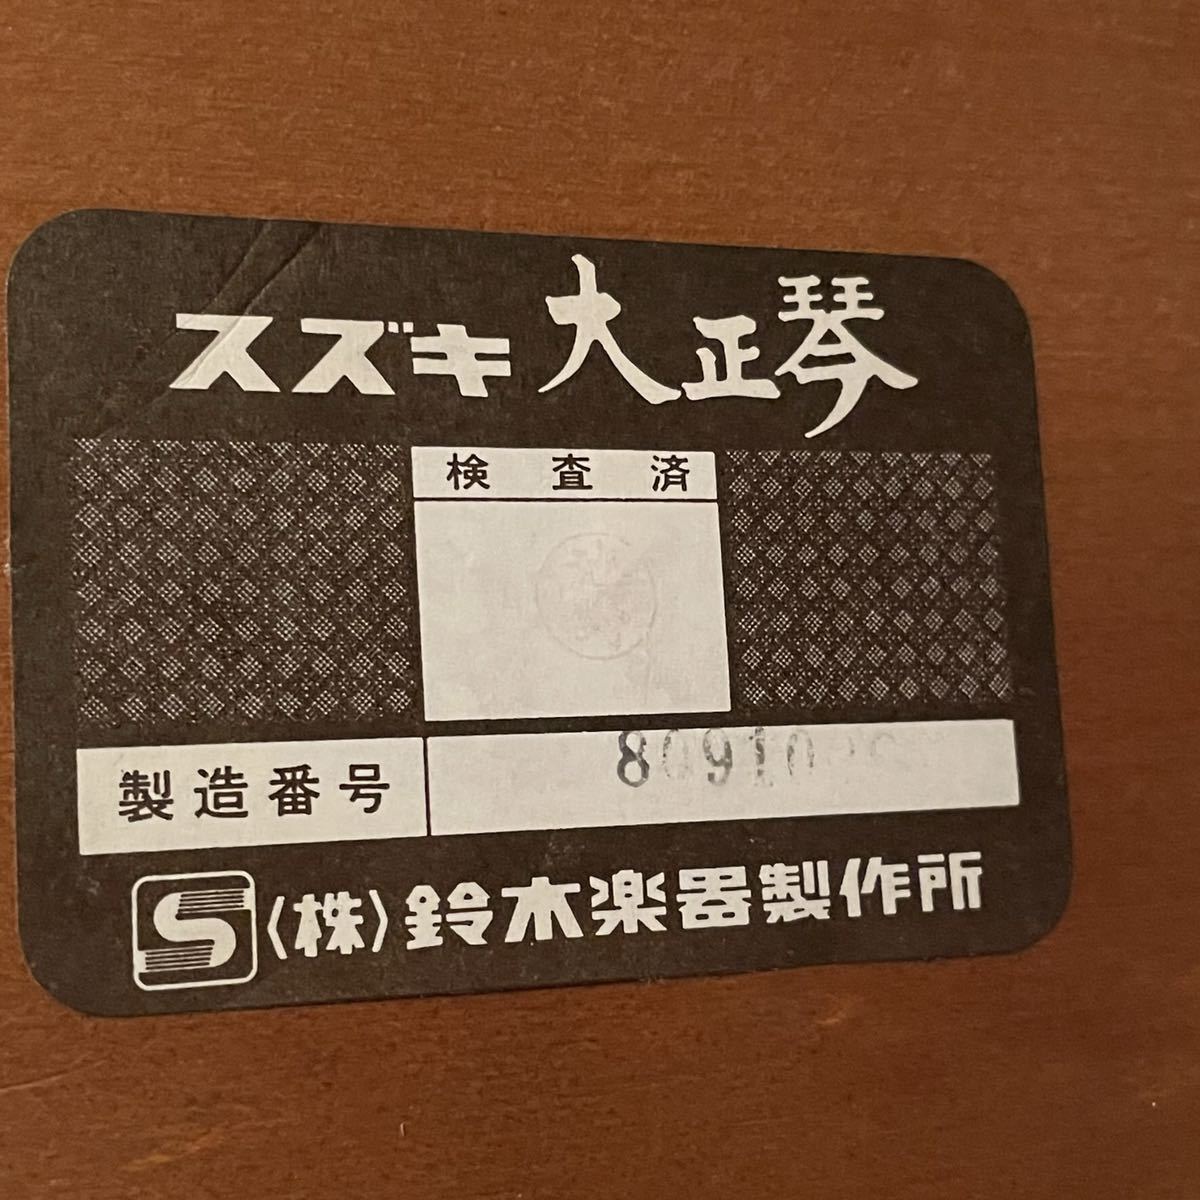 スズキ大正琴
検査済
製造番号
S〈株〉鈴木楽器製作所